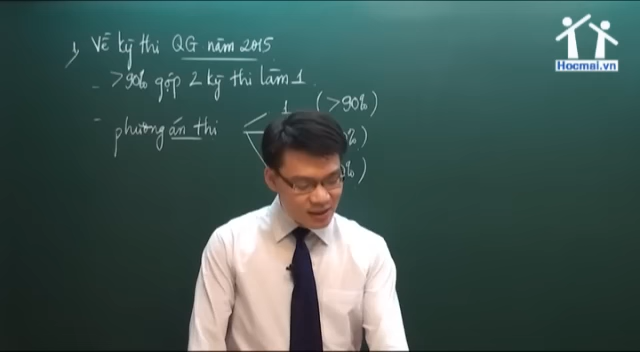 1, Về kỳ thi QG năm 2015.
- >90% gộp 2 kỳ thi làm 1.
- phương án thi
1 (>90%)
%)
%)
Hocmai.vn